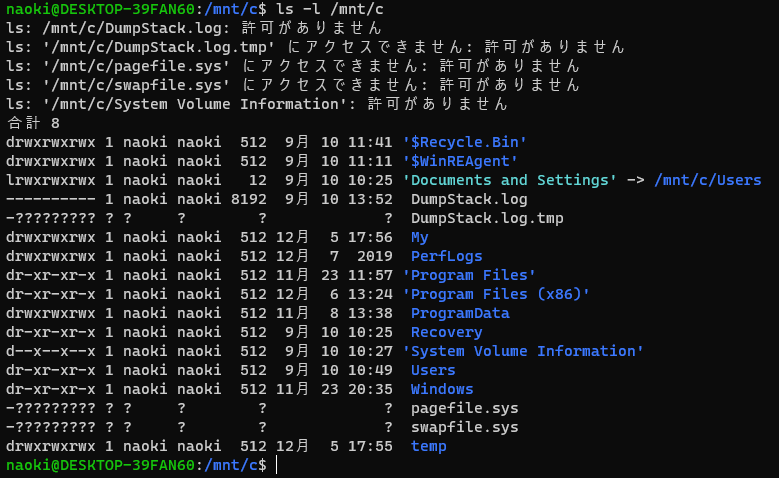 naoki@DESKTOP-39FAN60:/mnt/c$ ls -l /mnt/c
ls: /mnt/c/DumpStack.log: 許可がありません
ls: '/mnt/c/DumpStack.log.tmp' にアクセスできません: 許可がありません
ls: '/mnt/c/pagefile.sys' にアクセスできません: 許可がありません
ls: '/mnt/c/swapfile.sys' にアクセスできません: 許可がありません
ls: '/mnt/c/System Volume Information': 許可がありません
合計 8
drwxrwxrwx 1 naoki naoki  512  9月 10 11:41 '$Recycle.Bin'
drwxrwxrwx 1 naoki naoki  512  9月 10 11:11 '$WinREAgent'
lrwxrwxrwx 1 naoki naoki   12  9月 10 10:25 'Documents and Settings' -> /mnt/c/Users
---------- 1 naoki naoki 8192  9月 10 13:52  DumpStack.log
-????????? ? ?     ?        ?             ?  DumpStack.log.tmp
drwxrwxrwx 1 naoki naoki  512 12月  5 17:56  My
drwxrwxrwx 1 naoki naoki  512 12月  7  2019  PerfLogs
dr-xr-xr-x 1 naoki naoki  512 11月 23 11:57 'Program Files'
dr-xr-xr-x 1 naoki naoki  512 12月  6 13:24 'Program Files (x86)'
drwxrwxrwx 1 naoki naoki  512 11月  8 13:38  ProgramData
drwxrwxrwx 1 naoki naoki  512  9月 10 10:25  Recovery
d--x--x--x 1 naoki naoki  512  9月 10 10:27 'System Volume Information'
dr-xr-xr-x 1 naoki naoki  512  9月 10 10:49  Users
dr-xr-xr-x 1 naoki naoki  512 11月 23 20:35  Windows
-????????? ? ?     ?        ?             ?  pagefile.sys
-????????? ? ?     ?        ?             ?  swapfile.sys
drwxrwxrwx 1 naoki naoki  512 12月  5 17:55  temp
naoki@DESKTOP-39FAN60:/mnt/c$